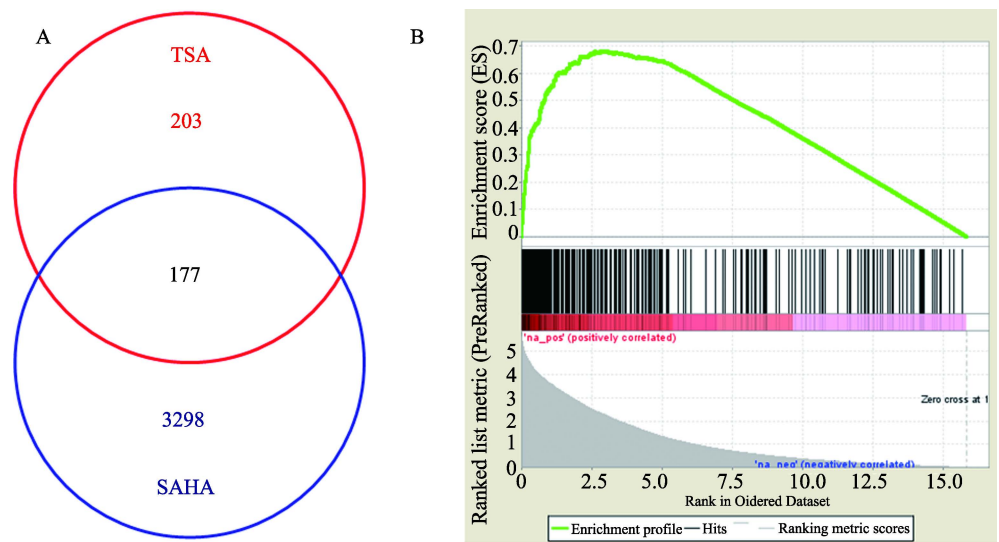 A
TSA
203
177
3298
SAHA
B
Enrichment score (ES)
0.7
0.6
0.5
0.4
0.3
0.2
0.1
0
Ranked list metric (PreRanked)
'na_pos' (positively correlated)
5
4
3
2
1
0
Zero cross at 1
'na_neg' (negatively correlated)
0 2.5 5.0 7.5 10.0 12.5 15.0
Rank in Oidered Dataset
Enrichment profile Hits Ranking metric scores